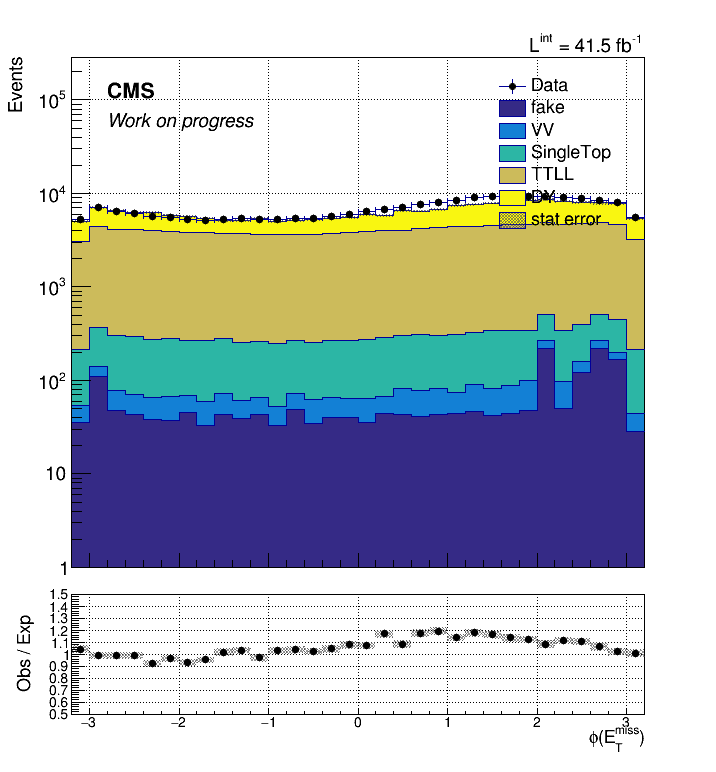 L^int = 41.5 fb^-1
Events
CMS
Work on progress
Data
fake
VV
SingleTop
TTLL
DY
stat error
10^5
10^4
10^3
10^2
10
1
Obs / Exp
1.5
1.4
1.3
1.2
1.1
1
0.9
0.8
0.7
0.6
0.5
−3 −2 −1 0 1 2 3
ϕ(E_T^miss)